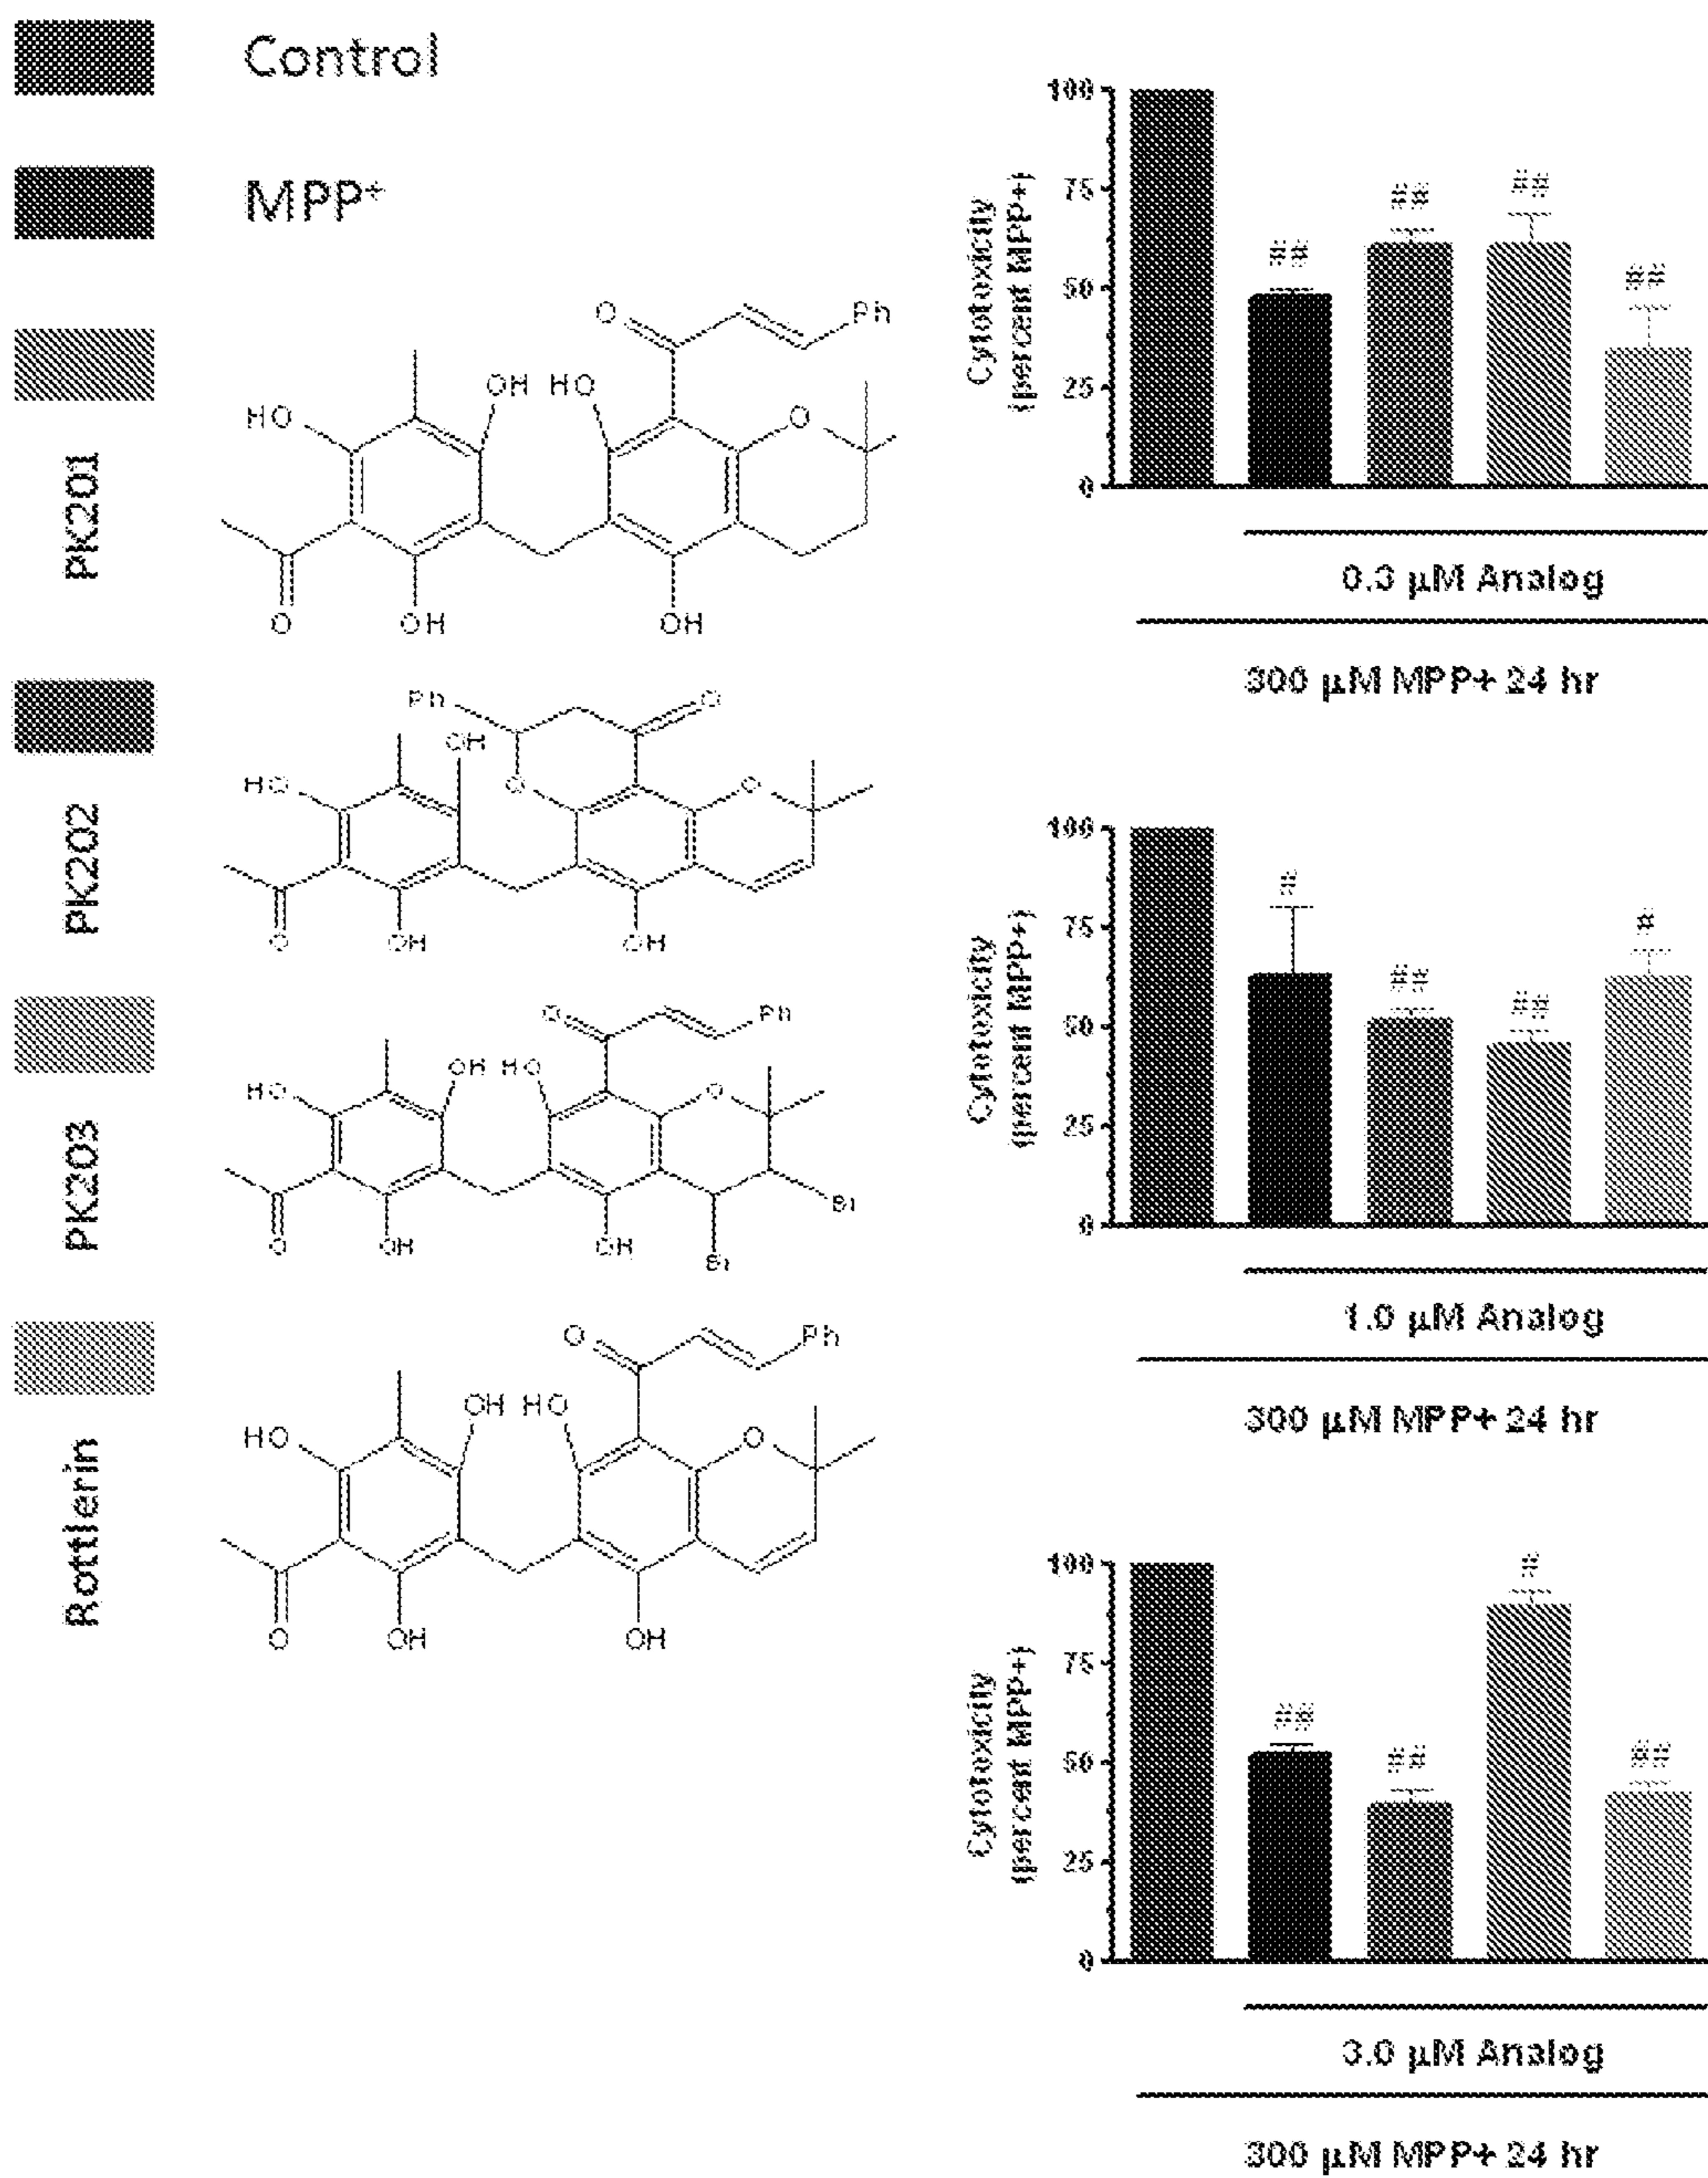 Control
MPP⁺
PK201
O
Ph
OH
HO
HO
O
O
OH
OH
PK202
Ph
O
OH
HO
O
O
O
OH
OH
PK203
O
Ph
OH
HO
HO
O
Br
O
OH
OH
Br
Rottlerin
O
Ph
OH
HO
HO
O
O
OH
OH
Cytotoxicity
(percent MPP+)
100
75
50
25
0
##
##
##
##
0.3 µM Analog
300 µM MPP+ 24 hr
Cytotoxicity
(percent MPP+)
100
75
50
25
0
#
##
##
#
1.0 µM Analog
300 µM MPP+ 24 hr
Cytotoxicity
(percent MPP+)
100
75
50
25
0
##
##
#
##
3.0 µM Analog
300 µM MPP+ 24 hr